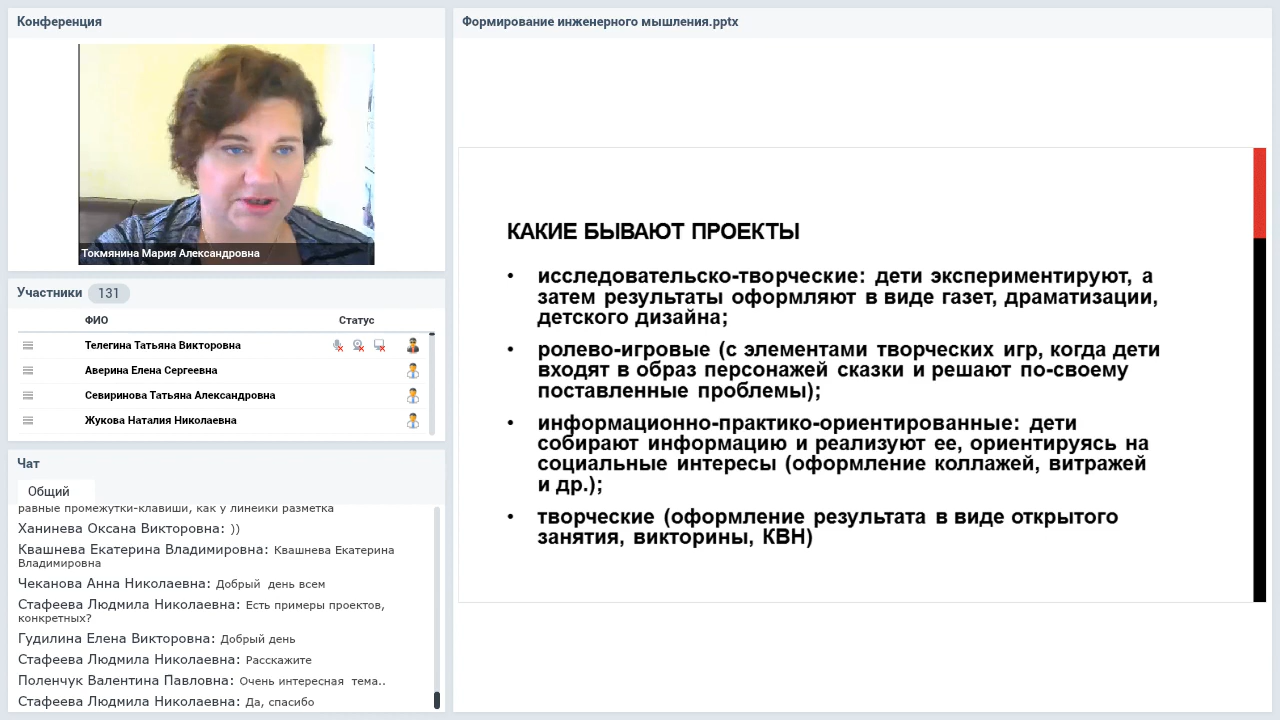 Конференция
Токмянина Мария Александровна
Участники 131
ФИО Статус
Телегина Татьяна Викторовна
Аверина Елена Сергеевна
Севиринова Татьяна Александровна
Жукова Наталия Николаевна
Чат
Общий
равные промежутки-клавиши, как у линейки разметка
Ханинева Оксана Викторовна: ))
Квашнева Екатерина Владимировна: Квашнева Екатерина
Владимировна
Чеканова Анна Николаевна: Добрый день всем
Стафеева Людмила Николаевна: Есть примеры проектов,
конкретных?
Гудилина Елена Викторовна: Добрый день
Стафеева Людмила Николаевна: Расскажите
Поленчук Валентина Павловна: Очень интересная тема..
Стафеева Людмила Николаевна: Да, спасибо
Формирование инженерного мышления.pptx
КАКИЕ БЫВАЮТ ПРОЕКТЫ
• исследовательско-творческие: дети экспериментируют, а
затем результаты оформляют в виде газет, драматизации,
детского дизайна;
• ролево-игровые (с элементами творческих игр, когда дети
входят в образ персонажей сказки и решают по-своему
поставленные проблемы);
• информационно-практико-ориентированные: дети
собирают информацию и реализуют ее, ориентируясь на
социальные интересы (оформление коллажей, витражей
и др.);
• творческие (оформление результата в виде открытого
занятия, викторины, КВН)